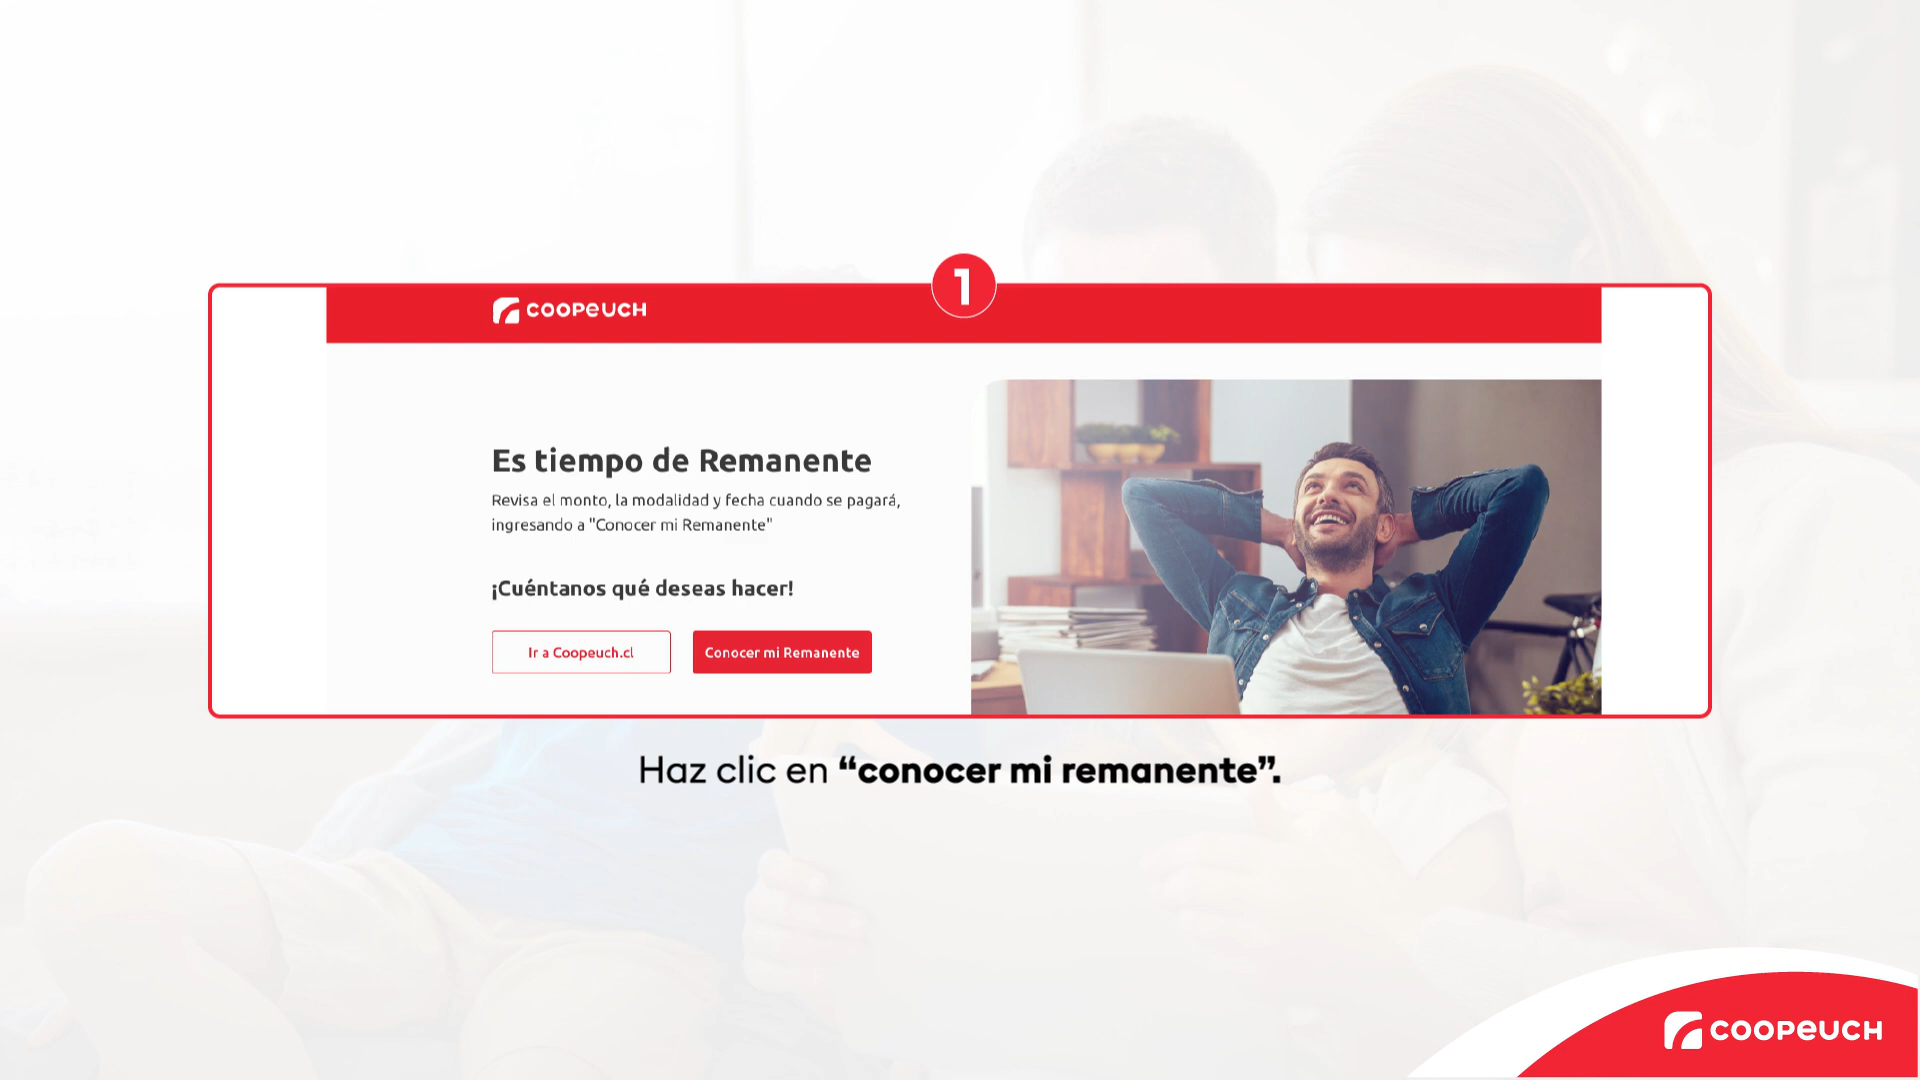 1
COOPEUCH
Es tiempo de Remanente
Revisa el monto, la modalidad y fecha cuando se pagará,
ingresando a "Conocer mi Remanente"
¡Cuéntanos qué deseas hacer!
Ir a Coopeuch.cl
Conocer mi Remanente
Haz clic en “conocer mi remanente”.
COOPEUCH